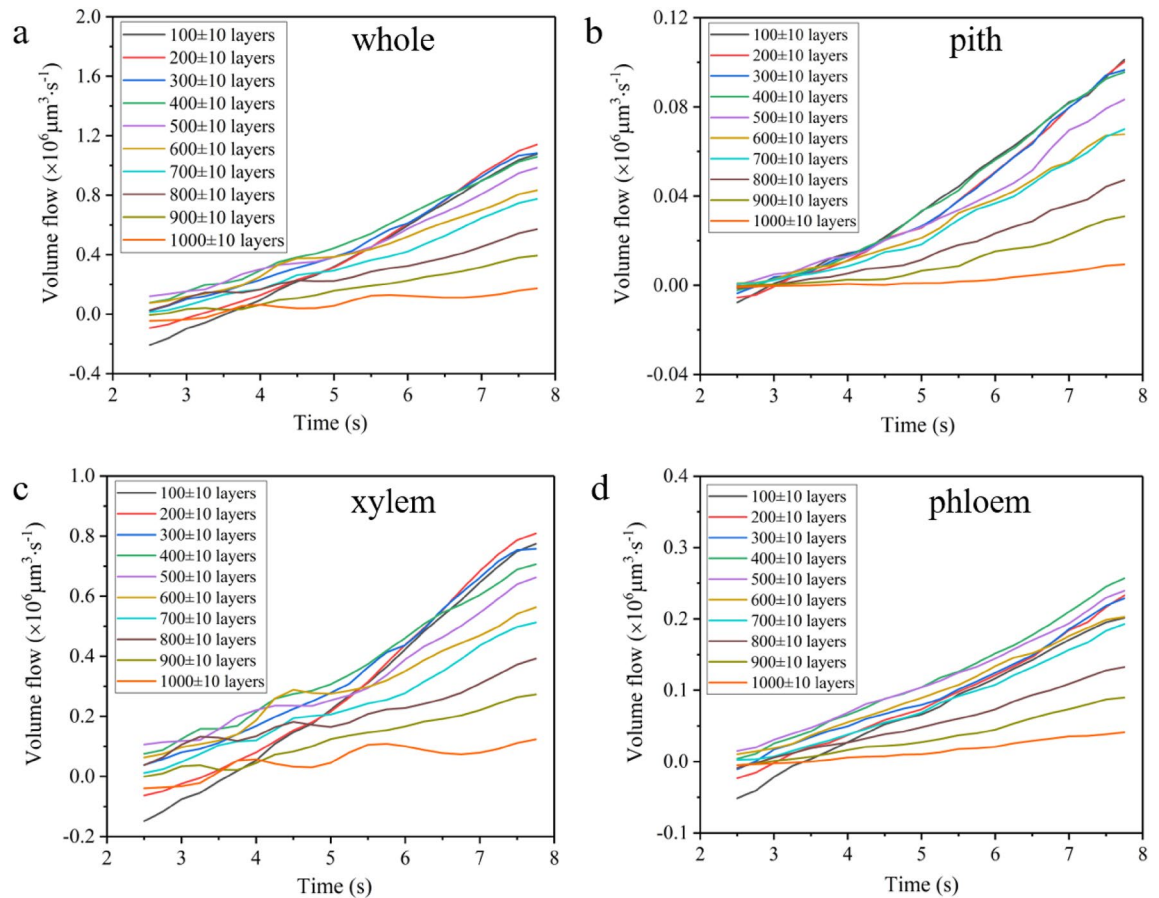 a
whole
2.0
1.6
1.2
0.8
0.4
0.0
-0.4
Volume flow (×10⁶μm³·s⁻¹)
100±10 layers
200±10 layers
300±10 layers
400±10 layers
500±10 layers
600±10 layers
700±10 layers
800±10 layers
900±10 layers
1000±10 layers
2 3 4 5 6 7 8
Time (s)
b
pith
0.12
0.08
0.04
0.00
-0.04
Volume flow (×10⁶μm³·s⁻¹)
100±10 layers
200±10 layers
300±10 layers
400±10 layers
500±10 layers
600±10 layers
700±10 layers
800±10 layers
900±10 layers
1000±10 layers
2 3 4 5 6 7 8
Time (s)
c
xylem
1.0
0.8
0.6
0.4
0.2
0.0
-0.2
Volume flow (×10⁶μm³·s⁻¹)
100±10 layers
200±10 layers
300±10 layers
400±10 layers
500±10 layers
600±10 layers
700±10 layers
800±10 layers
900±10 layers
1000±10 layers
2 3 4 5 6 7 8
Time (s)
d
phloem
0.4
0.3
0.2
0.1
0.0
-0.1
Volume flow (×10⁶μm³·s⁻¹)
100±10 layers
200±10 layers
300±10 layers
400±10 layers
500±10 layers
600±10 layers
700±10 layers
800±10 layers
900±10 layers
1000±10 layers
2 3 4 5 6 7 8
Time (s)